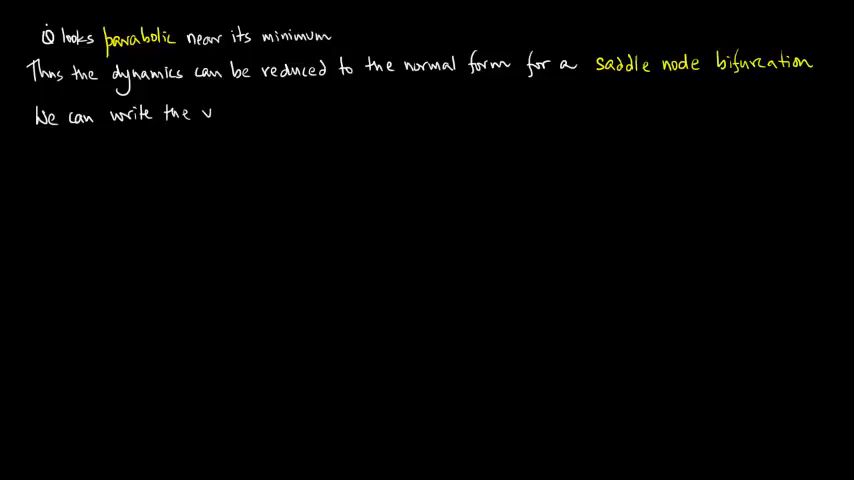 θ̇ looks parabolic near its minimum
Thus the dynamics can be reduced to the normal form for a saddle node bifurcation
We can write the v